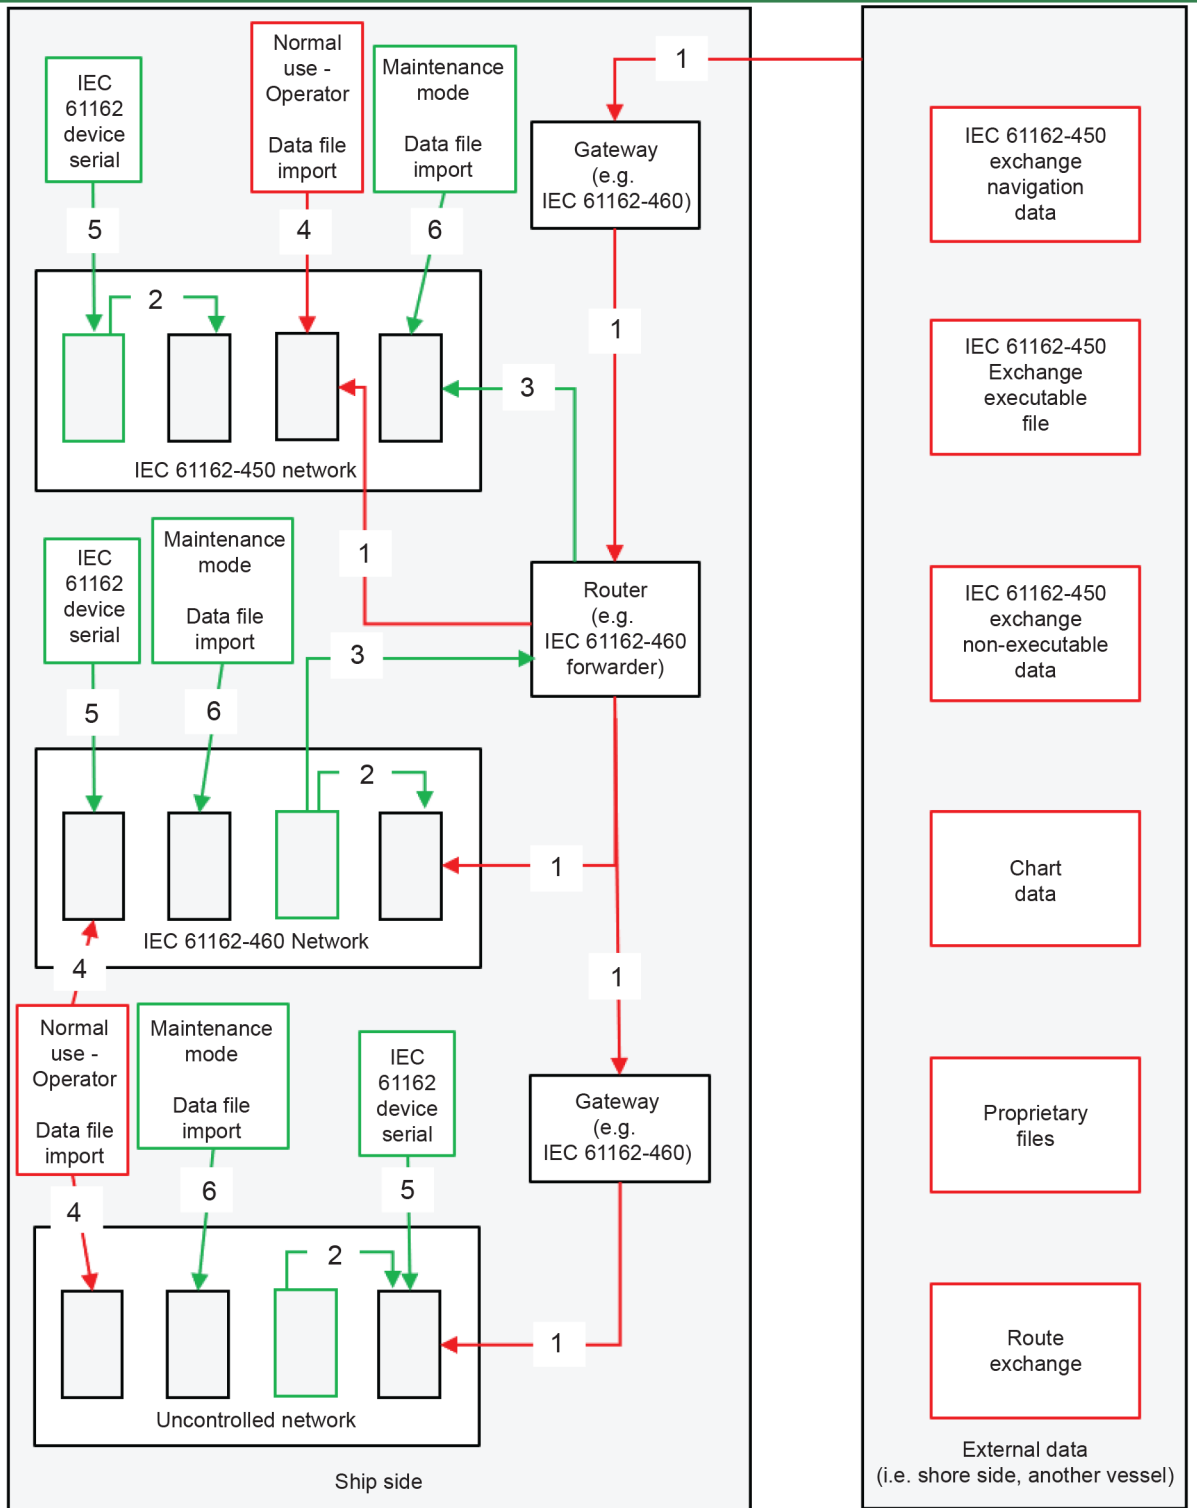 1
Normal
use -
Operator
Data file
import
Maintenance
mode
Data file
import
IEC
61162
device
serial
Gateway
(e.g.
IEC 61162-460)
5
4
6
2
1
3
IEC 61162-450 network
1
IEC
61162
device
serial
Maintenance
mode
Data file
import
Router
(e.g.
IEC 61162-460
forwarder)
3
5
6
2
1
IEC 61162-460 Network
4
1
Normal
use -
Operator
Data file
import
Maintenance
mode
Data file
import
IEC
61162
device
serial
Gateway
(e.g.
IEC 61162-460)
4
6
5
2
1
Uncontrolled network
Ship side
IEC 61162-450
exchange
navigation
data
IEC 61162-450
Exchange
executable
file
IEC 61162-450
exchange
non-executable
data
Chart
data
Proprietary
files
Route
exchange
External data
(i.e. shore side, another vessel)